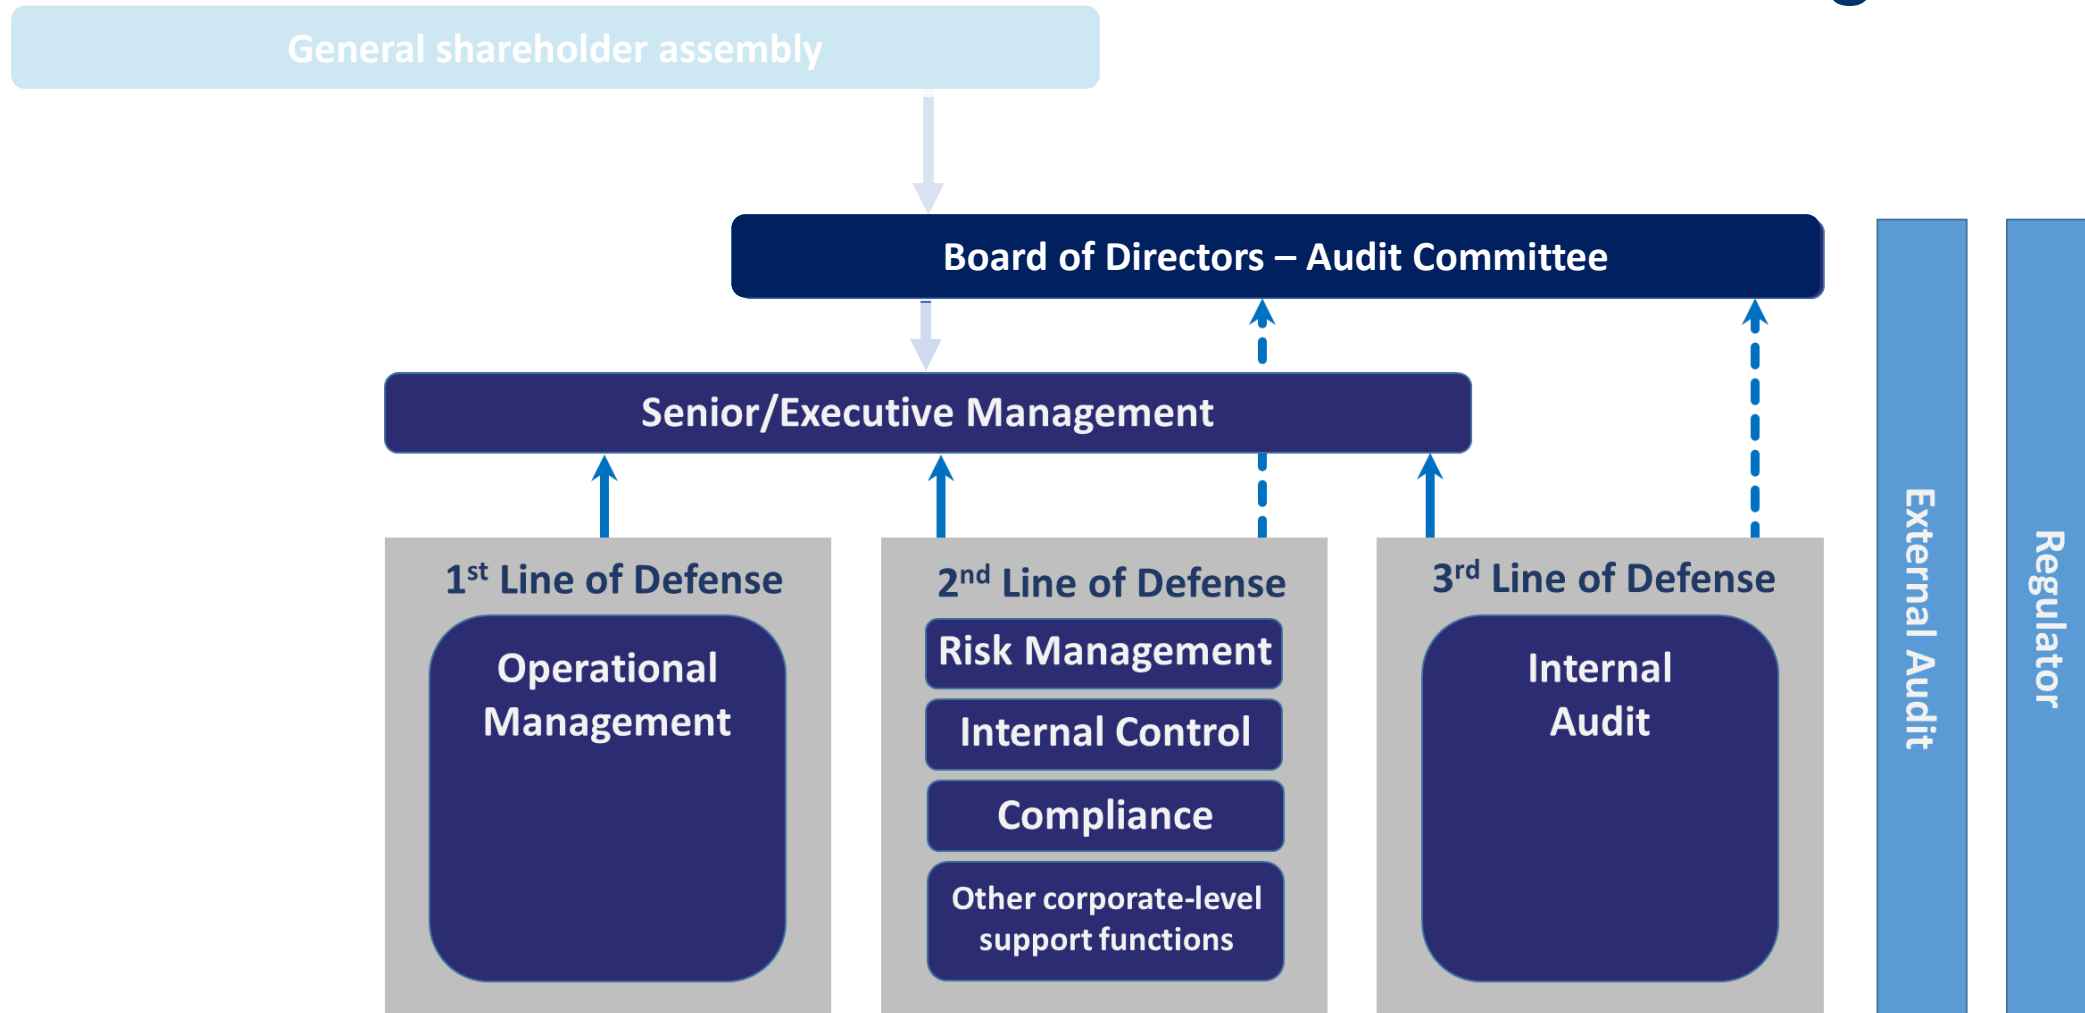 General shareholder assembly
Board of Directors – Audit Committee
Senior/Executive Management
1st Line of Defense
Operational
Management
2nd Line of Defense
Risk Management
Internal Control
Compliance
Other corporate-level
support functions
3rd Line of Defense
Internal
Audit
External Audit
Regulator